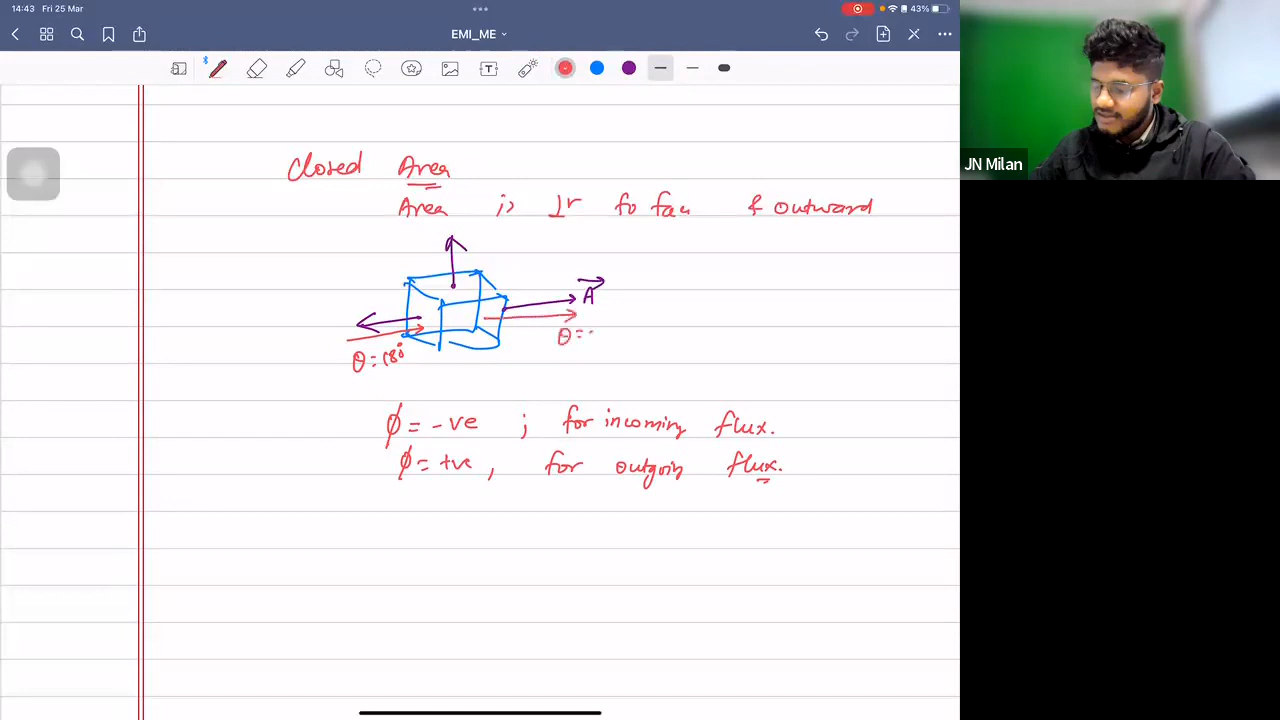 14:43 Fri 25 Mar
43%
EMI_ME
JN Milan
Closed Area
Area is ⊥r to face & outward
A
θ=
θ=180°
ϕ = -ve ; for incoming flux.
ϕ = +ve , for outgoing flux.